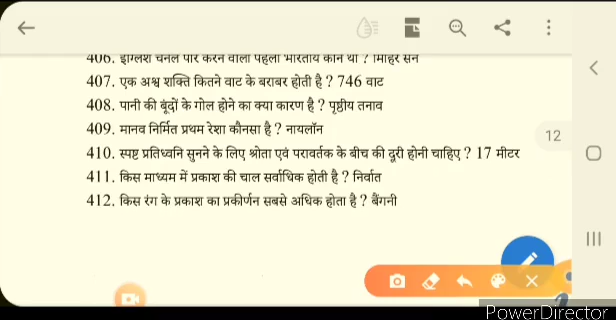 406. इंग्लिश चैनल पार करने वाला पहला भारतीय कौन था ? मिहिर सेन
407. एक अश्व शक्ति कितने वाट के बराबर होती है ? 746 वाट
408. पानी की बूंदों के गोल होने का क्या कारण है ? पृष्ठीय तनाव
409. मानव निर्मित प्रथम रेशा कौनसा है ? नायलॉन
12
410. स्पष्ट प्रतिध्वनि सुनने के लिए श्रोता एवं परावर्तक के बीच की दूरी होनी चाहिए ? 17 मीटर
411. किस माध्यम में प्रकाश की चाल सर्वाधिक होती है ? निर्वात
412. किस रंग के प्रकाश का प्रकीर्णन सबसे अधिक होता है ? बैंगनी
PowerDirector